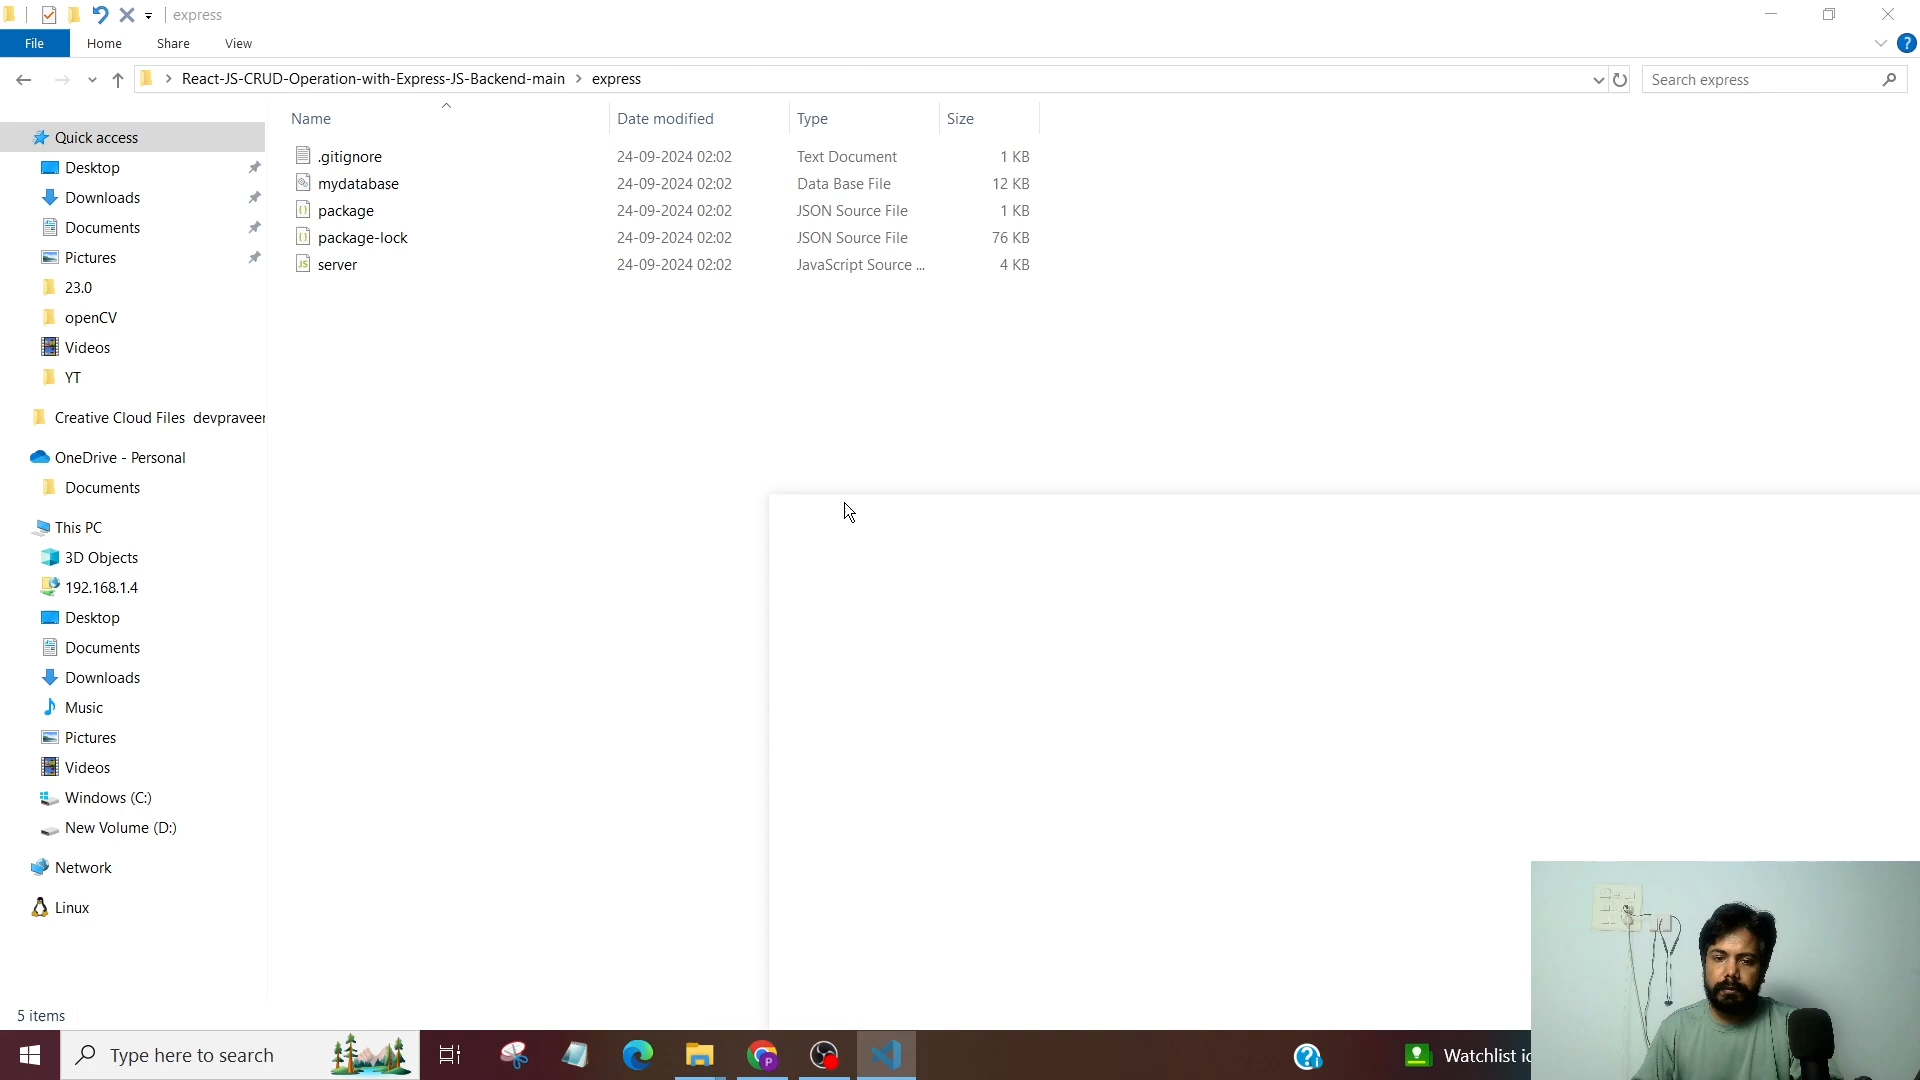 express
File Home Share View
React-JS-CRUD-Operation-with-Express-JS-Backend-main > express
Search express
Name Date modified Type Size
.gitignore 24-09-2024 02:02 Text Document 1 KB
mydatabase 24-09-2024 02:02 Data Base File 12 KB
package 24-09-2024 02:02 JSON Source File 1 KB
package-lock 24-09-2024 02:02 JSON Source File 76 KB
server 24-09-2024 02:02 JavaScript Source ... 4 KB
Quick access
Desktop
Downloads
Documents
Pictures
23.0
openCV
Videos
YT
Creative Cloud Files devpraveer
OneDrive - Personal
Documents
This PC
3D Objects
192.168.1.4
Desktop
Documents
Downloads
Music
Pictures
Videos
Windows (C:)
New Volume (D:)
Network
Linux
5 items
Type here to search
Watchlist